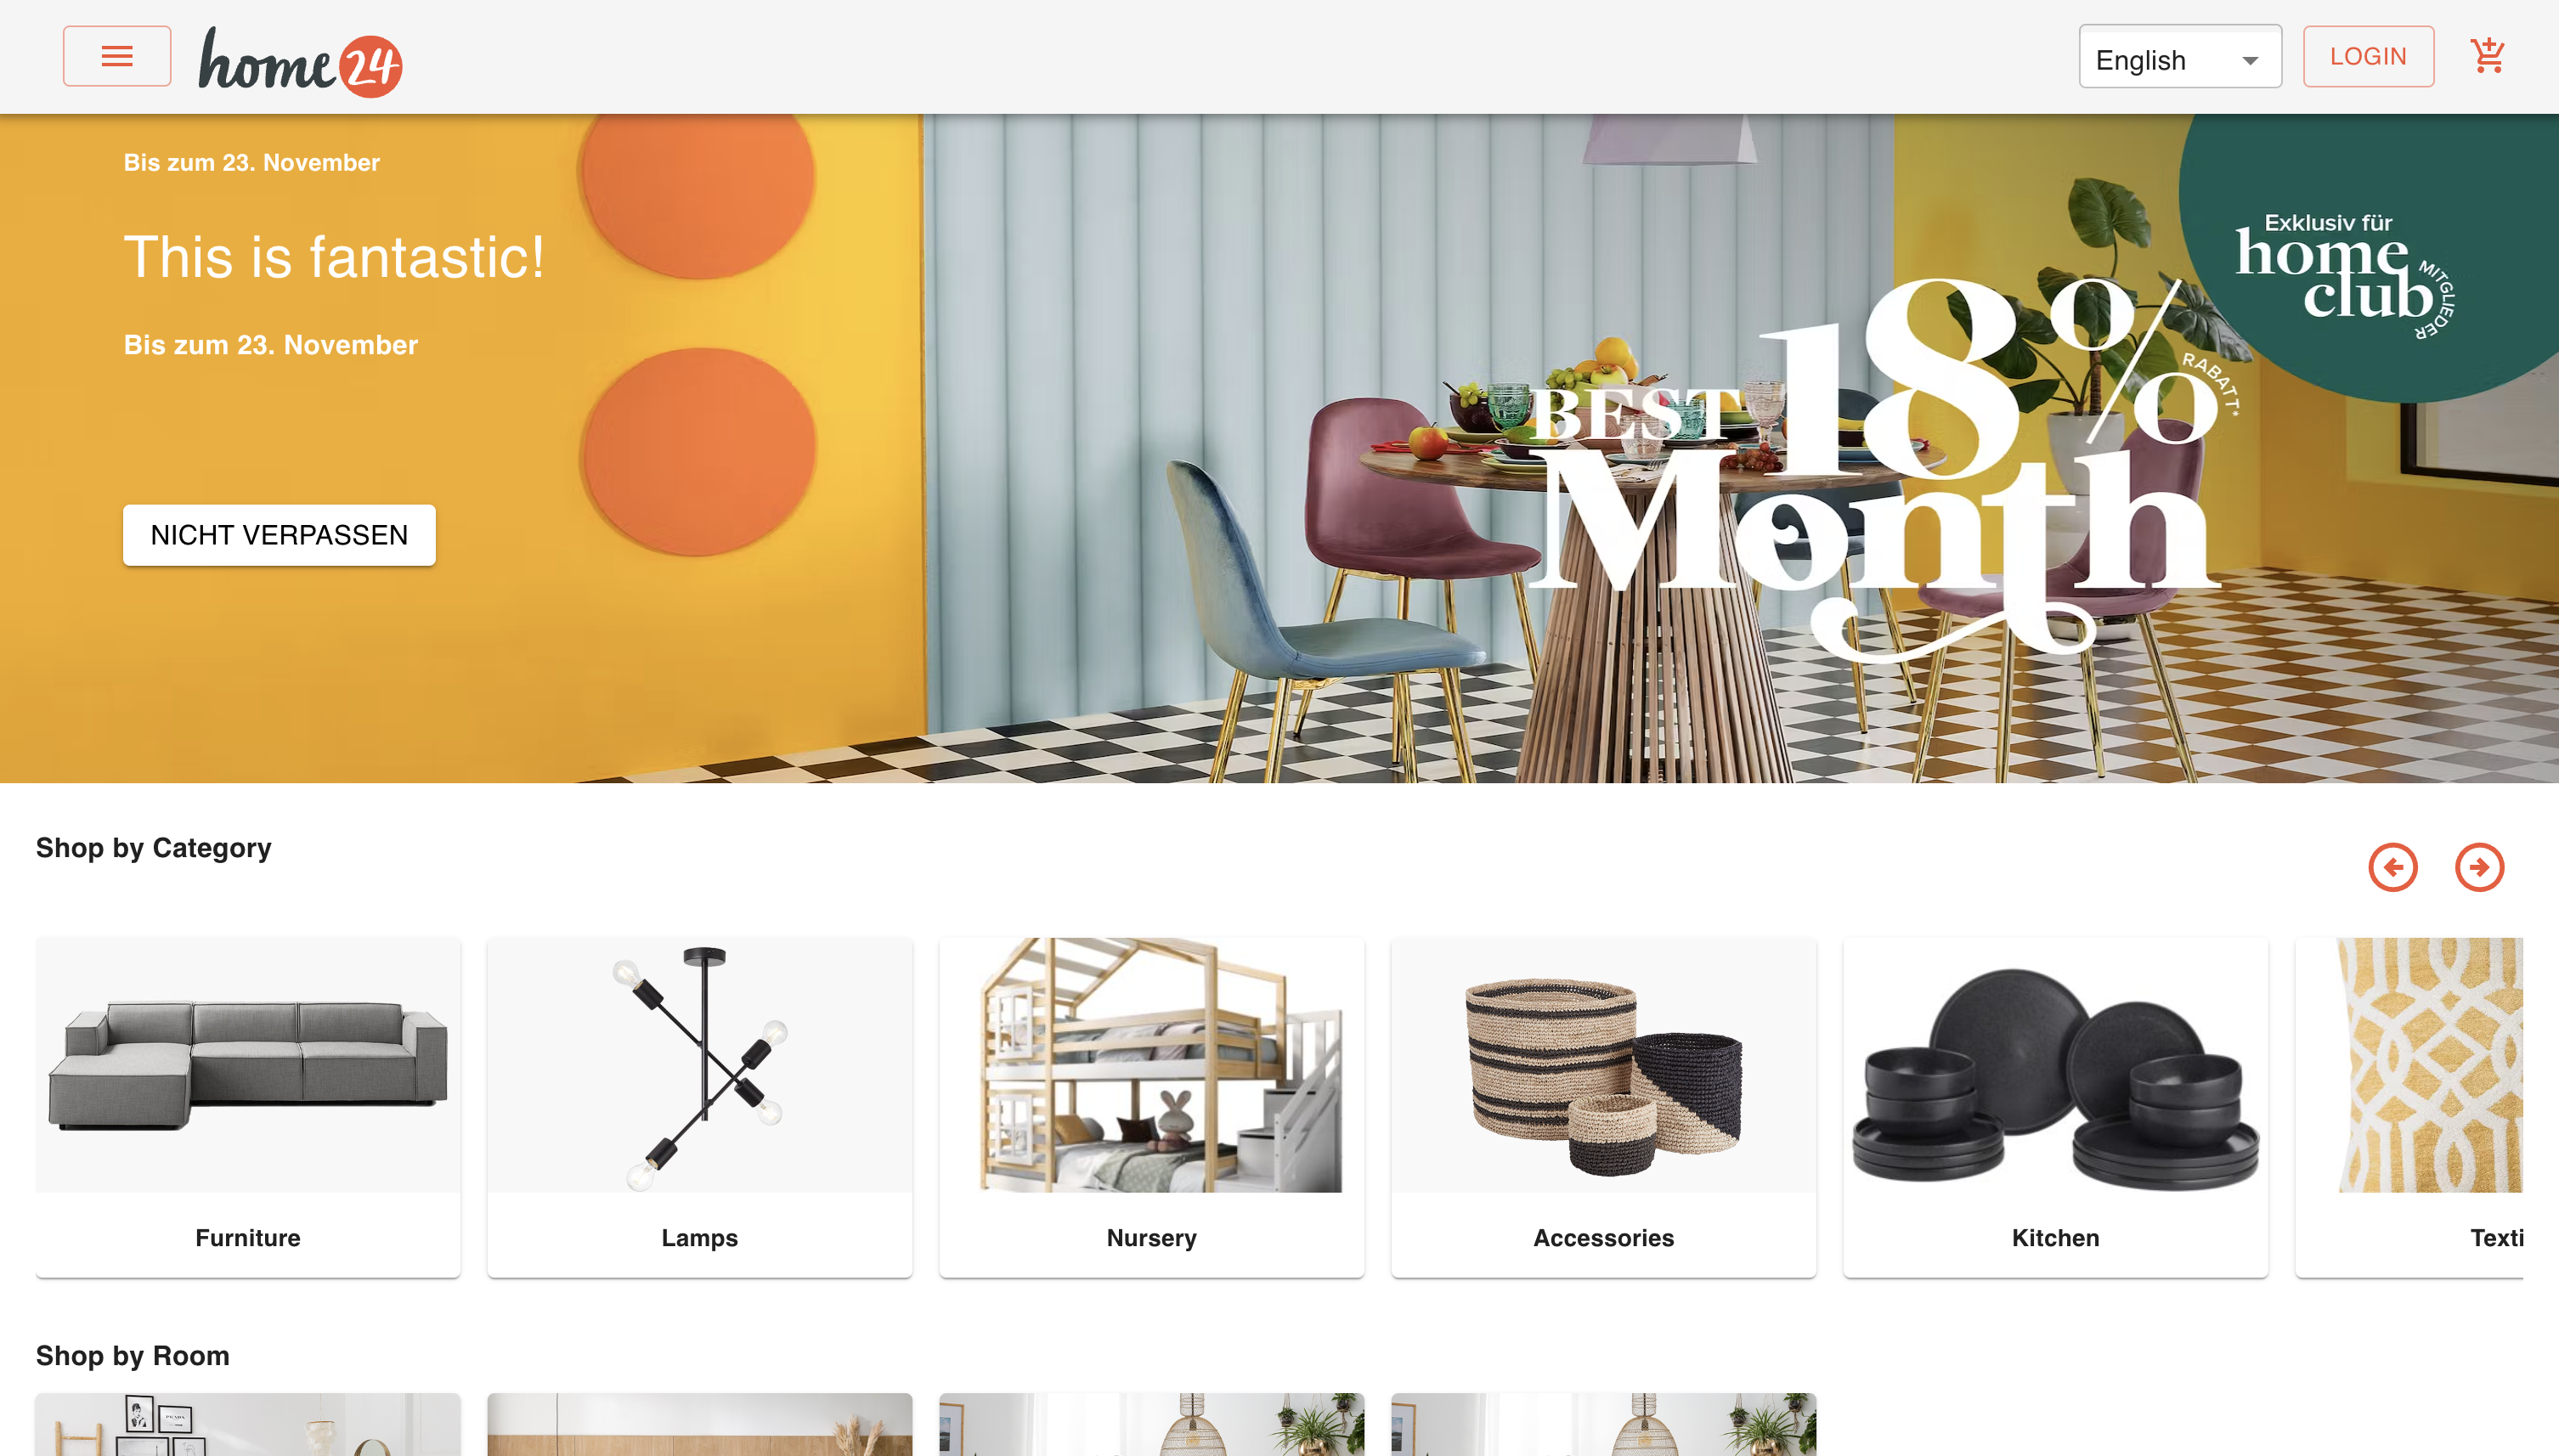 home24
English
LOGIN
Bis zum 23. November
This is fantastic!
Bis zum 23. November
NICHT VERPASSEN
Exklusiv für
home
club
MITGLIEDER
18%
RABATT*
BEST
Month
Shop by Category
Furniture
Lamps
Nursery
Accessories
Kitchen
Texti
Shop by Room
PRADA